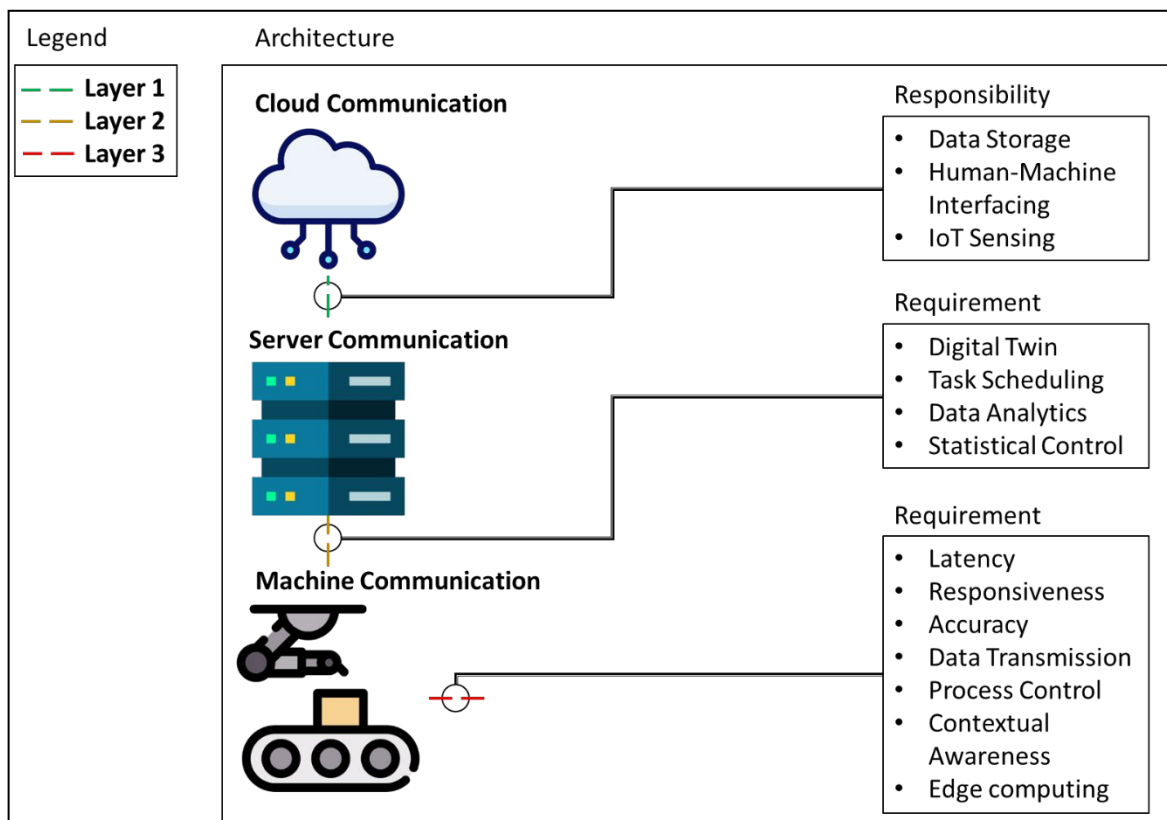 Legend
Layer 1
Layer 2
Layer 3
Architecture
Cloud Communication
Responsibility
• Data Storage
• Human-Machine
Interfacing
• IoT Sensing
Server Communication
Requirement
• Digital Twin
• Task Scheduling
• Data Analytics
• Statistical Control
Machine Communication
Requirement
• Latency
• Responsiveness
• Accuracy
• Data Transmission
• Process Control
• Contextual
Awareness
• Edge computing